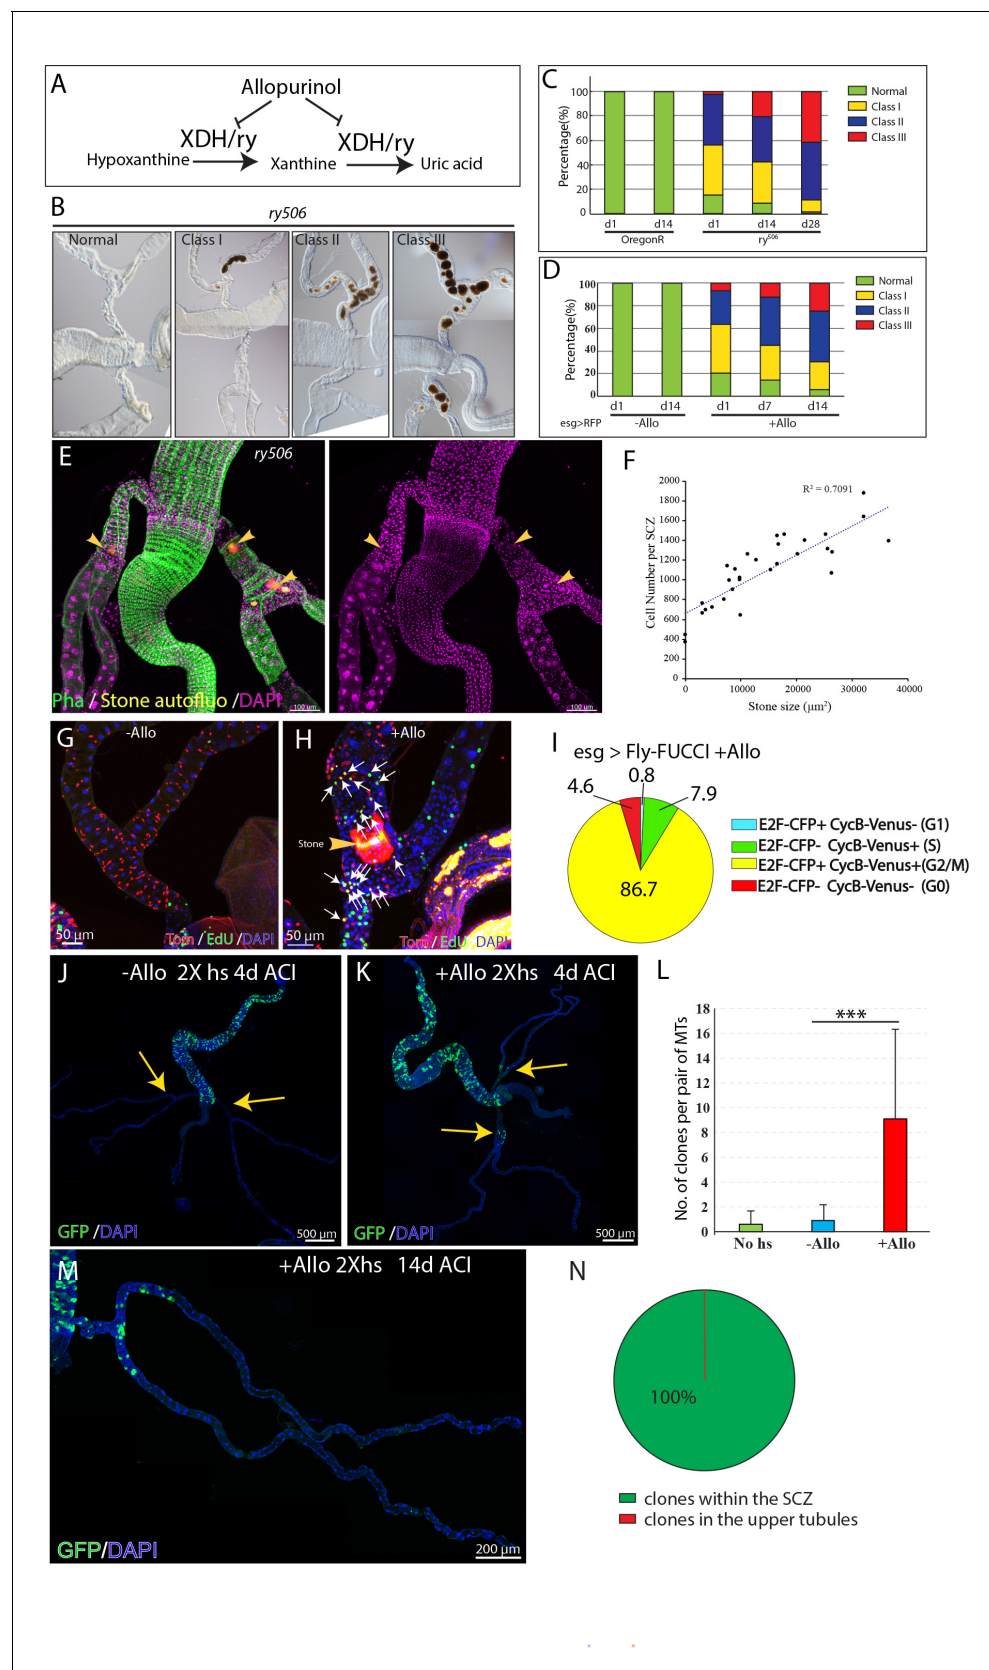 A
Allopurinol
XDH/ry
XDH/ry
Hypoxanthine
Xanthine
Uric acid
B
ry506
Normal
Class I
Class II
Class III
C
Percentage(%)
100
80
60
40
20
0
d1
d14
d1
d14
d28
OregonR
ry506
Normal
Class I
Class II
Class III
D
Percentage(%)
100
80
60
40
20
0
d1
d14
d1
d7
d14
esg>RFP
-Allo
+Allo
Normal
Class I
Class II
Class III
E
ry506
Pha / Stone autofluo /DAPI
100 µm
100 µm
F
Cell Number per SCZ
2000
1800
1600
1400
1200
1000
800
600
400
200
0
R² = 0.7091
0
10000
20000
30000
40000
Stone size (µm²)
G
-Allo
50 µm
Tom / EdU /DAPI
H
+Allo
Stone
50 µm
Tom / EdU DAPI
I
esg > Fly-FUCCI +Allo
4.6
0.8
7.9
86.7
E2F-CFP+ CycB-Venus- (G1)
E2F-CFP- CycB-Venus+ (S)
E2F-CFP+ CycB-Venus+(G2/M)
E2F-CFP- CycB-Venus- (G0)
J
-Allo 2X hs 4d ACI
GFP /DAPI
500 µm
K
+Allo 2Xhs 4d ACI
GFP /DAPI
500 µm
L
No. of clones per pair of MTs
18
16
14
12
10
8
6
4
2
0
***
No hs
-Allo
+Allo
M
+Allo 2Xhs 14d ACI
GFP/DAPI
200 µm
N
100%
clones within the SCZ
clones in the upper tubules